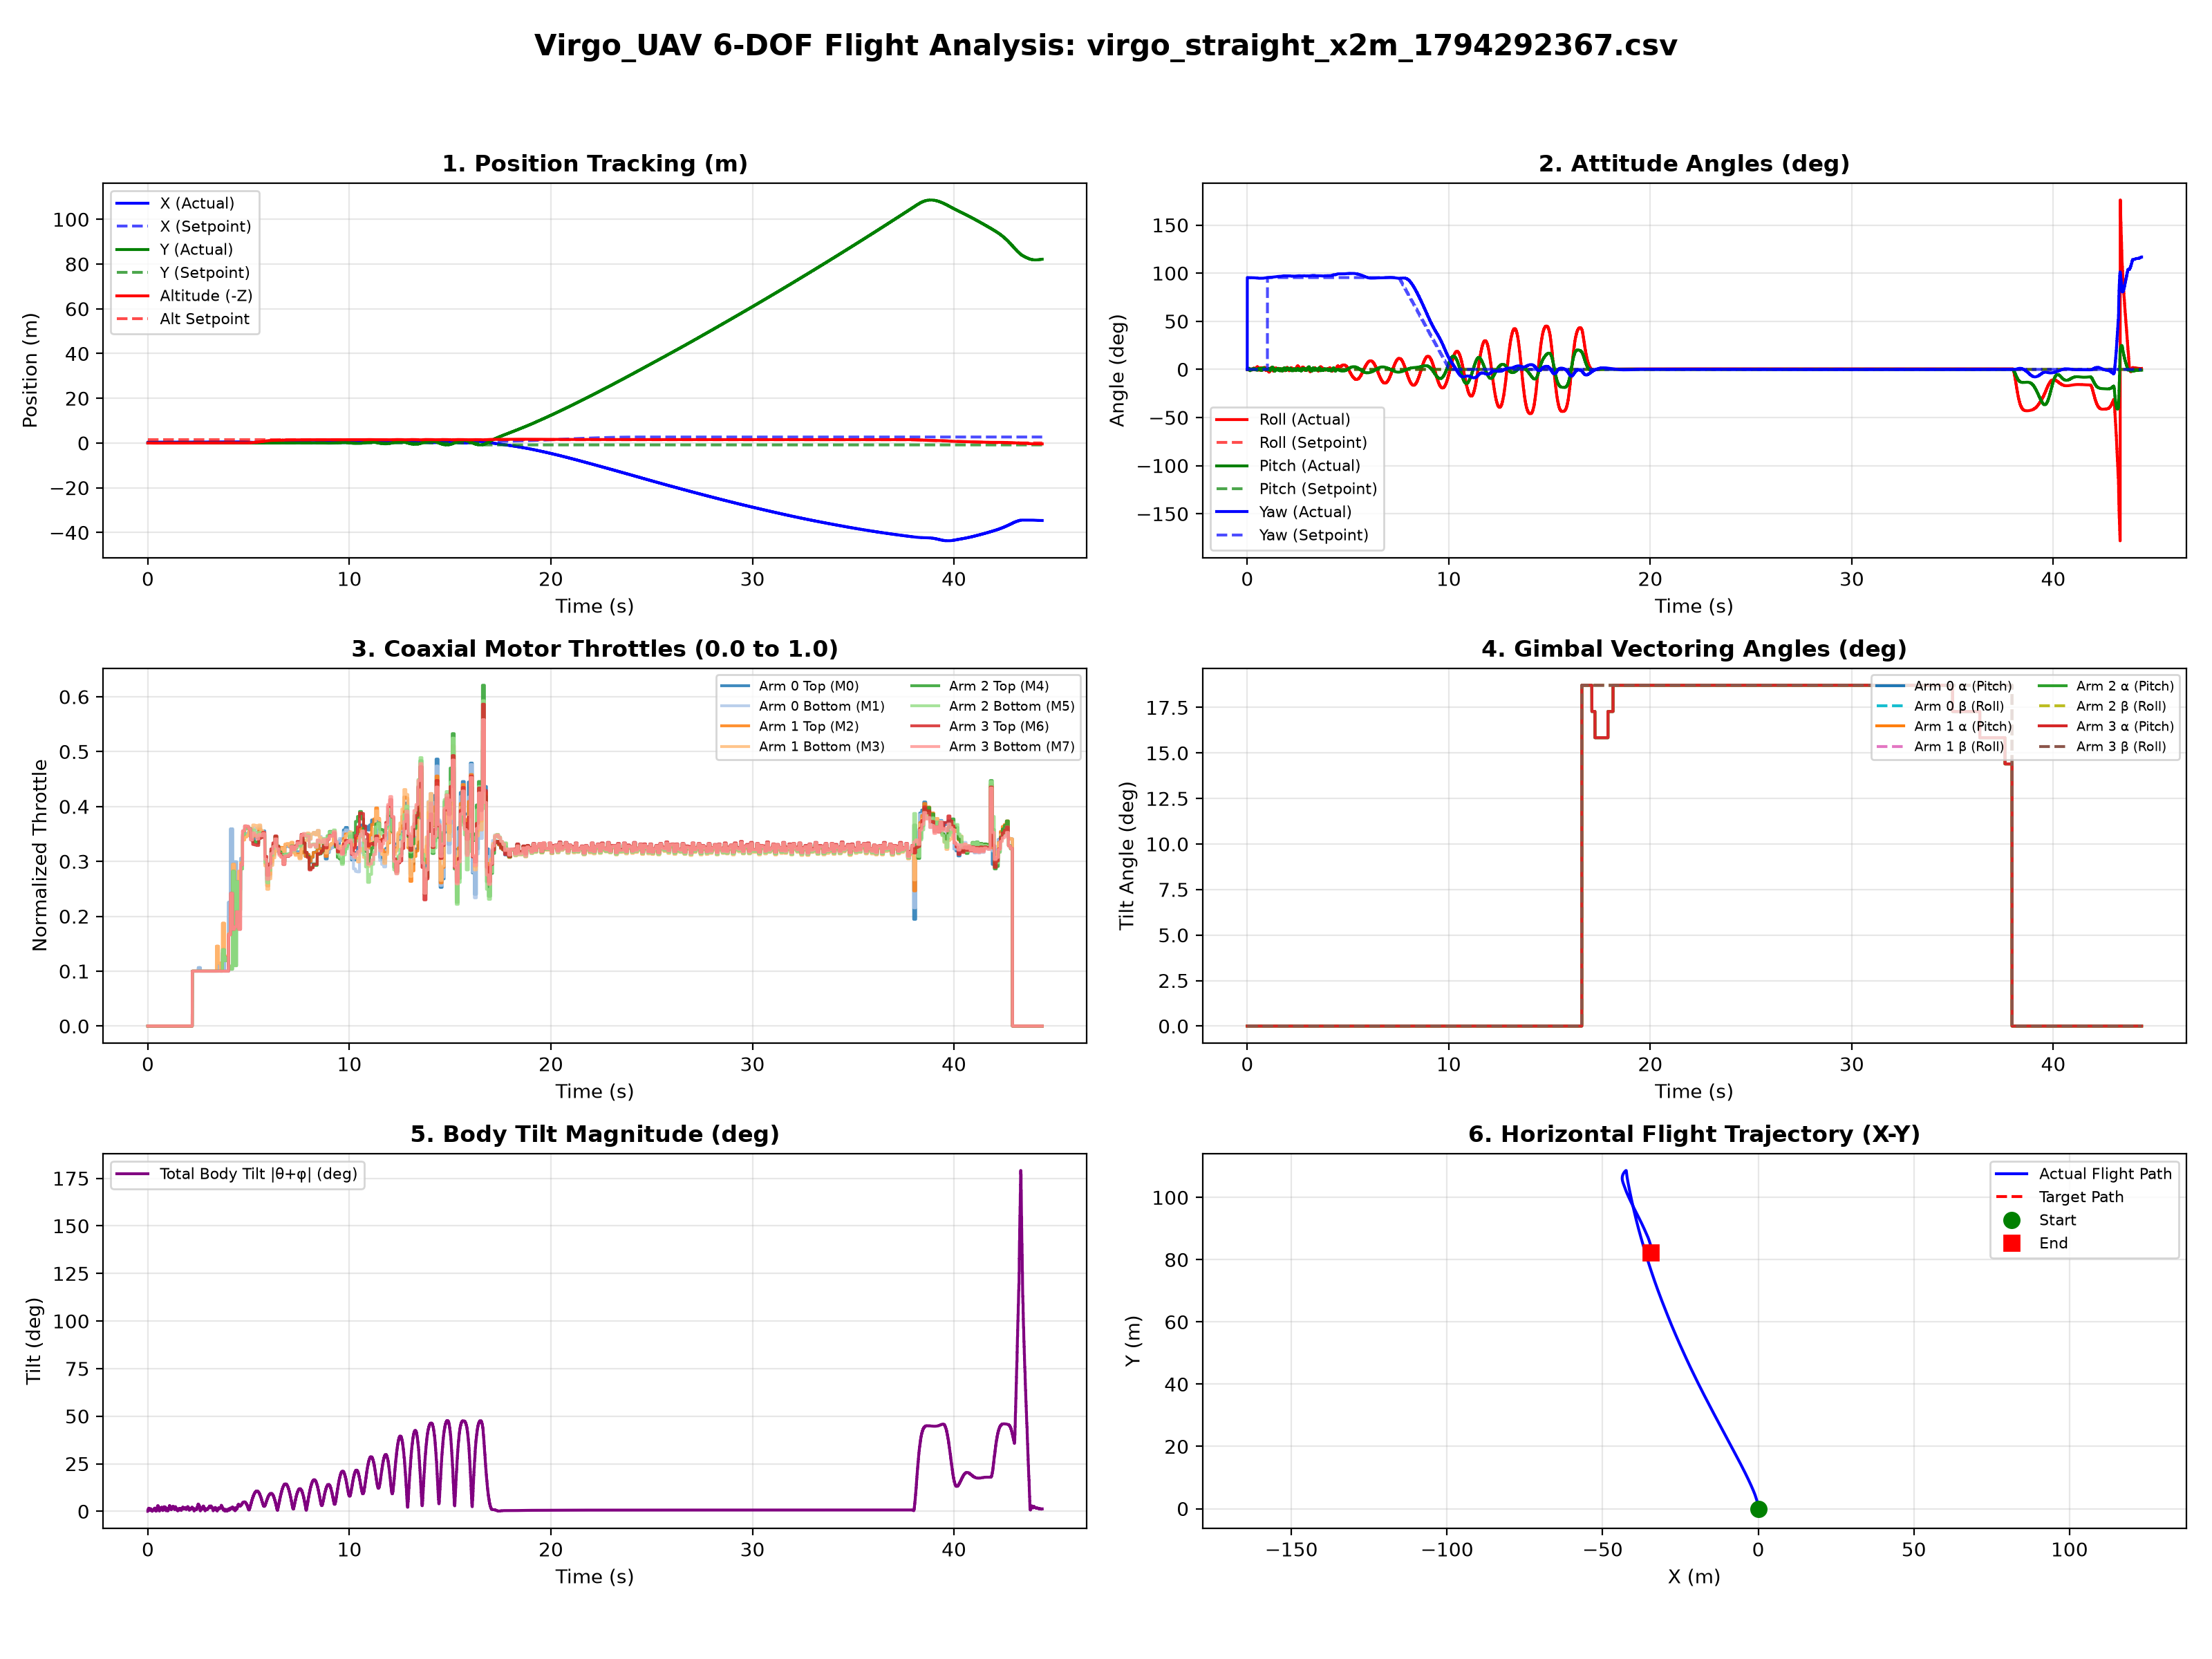 Virgo_UAV 6-DOF Flight Analysis: virgo_straight_x2m_1794292367.csv
1. Position Tracking (m)
X (Actual)
X (Setpoint)
Y (Actual)
Y (Setpoint)
Altitude (-Z)
Alt Setpoint
Position (m)
100
80
60
40
20
0
−20
−40
0
10
20
30
40
Time (s)
2. Attitude Angles (deg)
Roll (Actual)
Roll (Setpoint)
Pitch (Actual)
Pitch (Setpoint)
Yaw (Actual)
Yaw (Setpoint)
Angle (deg)
150
100
50
0
−50
−100
−150
0
10
20
30
40
Time (s)
3. Coaxial Motor Throttles (0.0 to 1.0)
Arm 0 Top (M0)
Arm 0 Bottom (M1)
Arm 1 Top (M2)
Arm 1 Bottom (M3)
Arm 2 Top (M4)
Arm 2 Bottom (M5)
Arm 3 Top (M6)
Arm 3 Bottom (M7)
Normalized Throttle
0.6
0.5
0.4
0.3
0.2
0.1
0.0
0
10
20
30
40
Time (s)
4. Gimbal Vectoring Angles (deg)
Arm 0 α (Pitch)
Arm 0 β (Roll)
Arm 1 α (Pitch)
Arm 1 β (Roll)
Arm 2 α (Pitch)
Arm 2 β (Roll)
Arm 3 α (Pitch)
Arm 3 β (Roll)
Tilt Angle (deg)
17.5
15.0
12.5
10.0
7.5
5.0
2.5
0.0
0
10
20
30
40
Time (s)
5. Body Tilt Magnitude (deg)
Total Body Tilt |θ+φ| (deg)
Tilt (deg)
175
150
125
100
75
50
25
0
0
10
20
30
40
Time (s)
6. Horizontal Flight Trajectory (X-Y)
Actual Flight Path
Target Path
Start
End
Y (m)
100
80
60
40
20
0
−150
−100
−50
0
50
100
X (m)